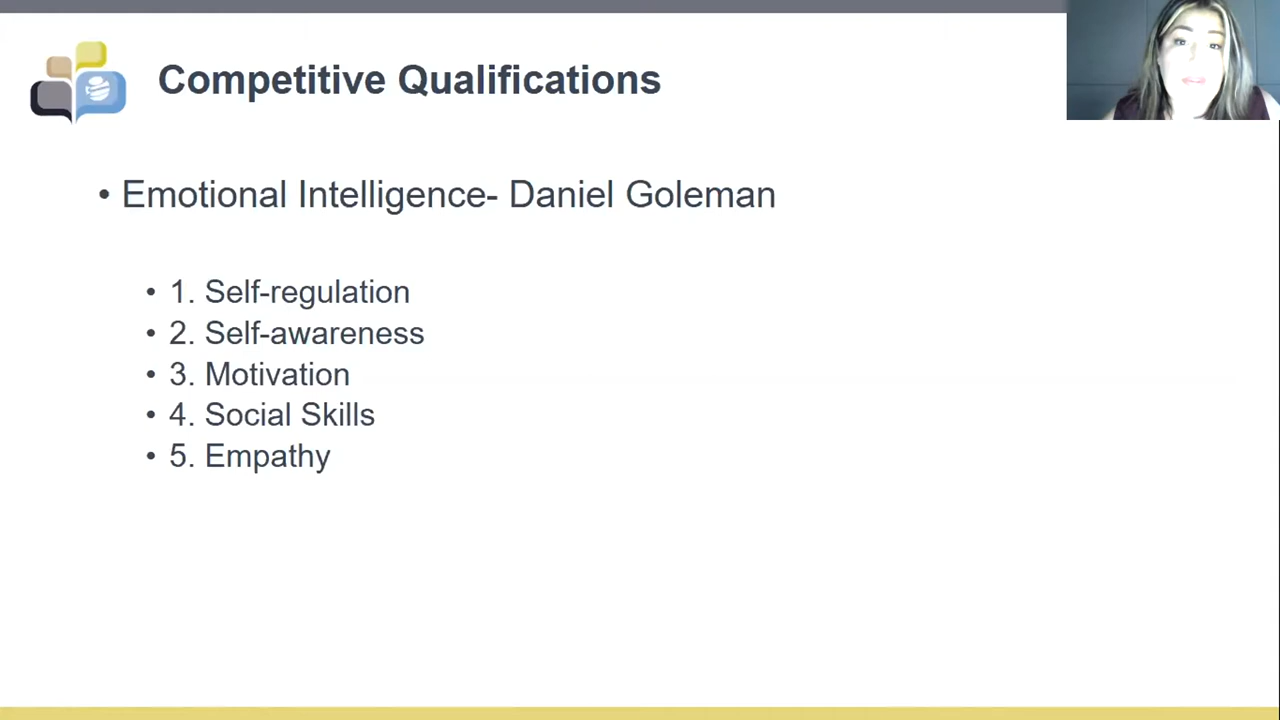 Competitive Qualifications
• Emotional Intelligence- Daniel Goleman
• 1. Self-regulation
• 2. Self-awareness
• 3. Motivation
• 4. Social Skills
• 5. Empathy